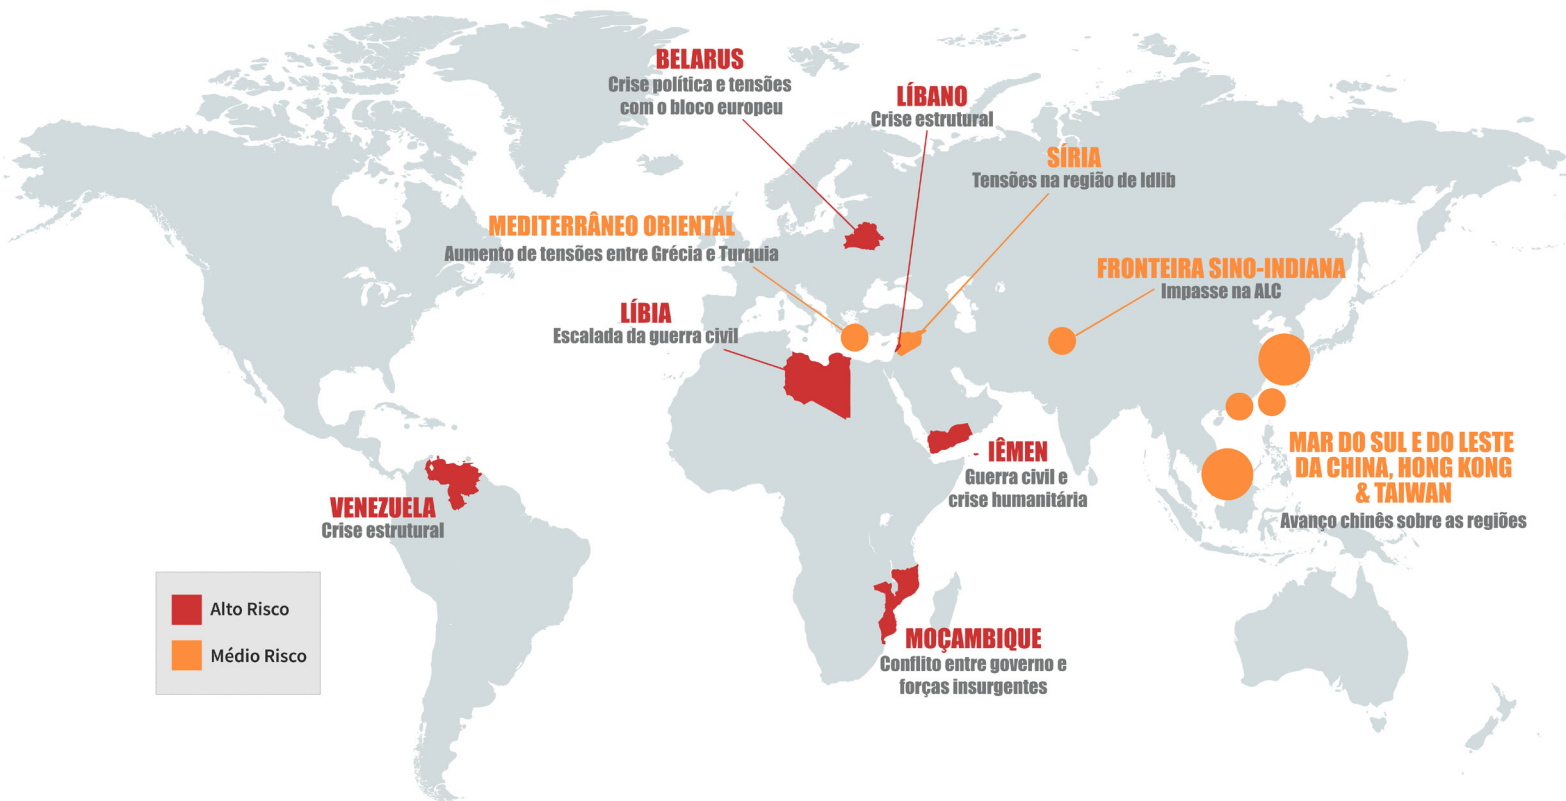 BELARUS
Crise política e tensões
com o bloco europeu
LÍBANO
Crise estrutural
SÍRIA
Tensões na região de Idlib
MEDITERRÂNEO ORIENTAL
Aumento de tensões entre Grécia e Turquia
FRONTEIRA SINO-INDIANA
Impasse na ALC
LÍBIA
Escalada da guerra civil
IÊMEN
Guerra civil e
crise humanitária
MAR DO SUL E DO LESTE
DA CHINA, HONG KONG
& TAIWAN
Avanço chinês sobre as regiões
VENEZUELA
Crise estrutural
MOÇAMBIQUE
Conflito entre governo e
forças insurgentes
Alto Risco
Médio Risco